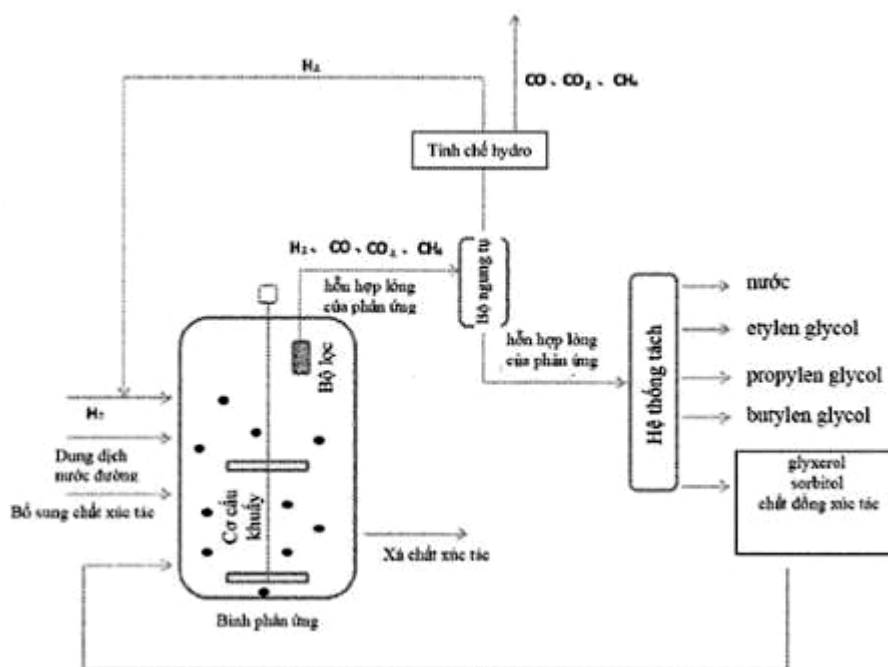 H₂
CO、CO₂、CH₄
Tinh chế hydro
H₂、CO、CO₂、CH₄
hỗn hợp lỏng
của phản ứng
Bộ ngưng tụ
hỗn hợp lỏng
của phản ứng
Hệ thống tách
nước
etylen glycol
propylen glycol
butylen glycol
glyxerol
sorbitol
chất đồng xúc tác
Bộ lọc
H₂
Dung dịch
nước đường
Bổ sung chất xúc tác
Cơ cấu
khuấy
Xả chất xúc tác
Bình phản ứng